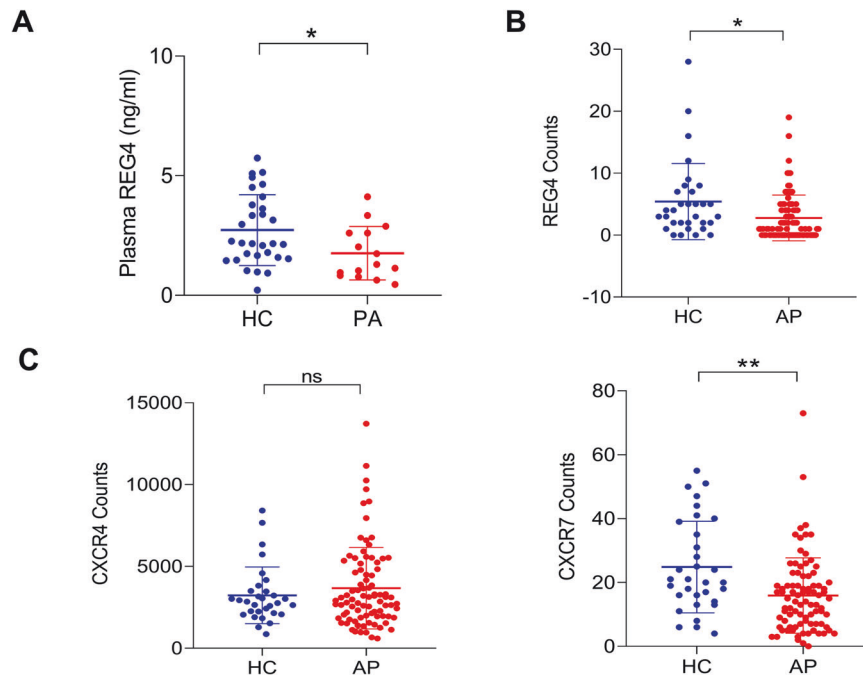 A
*
Plasma REG4 (ng/ml)
10
5
0
HC
PA
B
*
REG4 Counts
30
20
10
0
-10
HC
AP
C
ns
CXCR4 Counts
15000
10000
5000
0
HC
AP
**
CXCR7 Counts
80
60
40
20
0
HC
AP